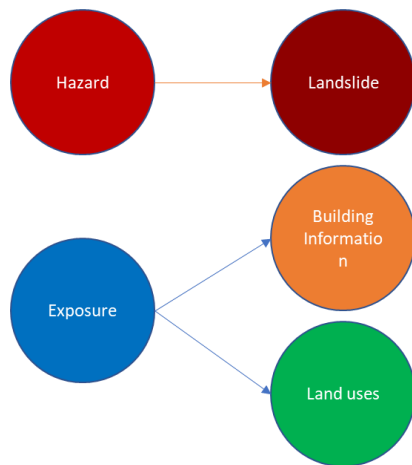 Hazard
Landslide
Building
Informatio
n
Exposure
Land uses